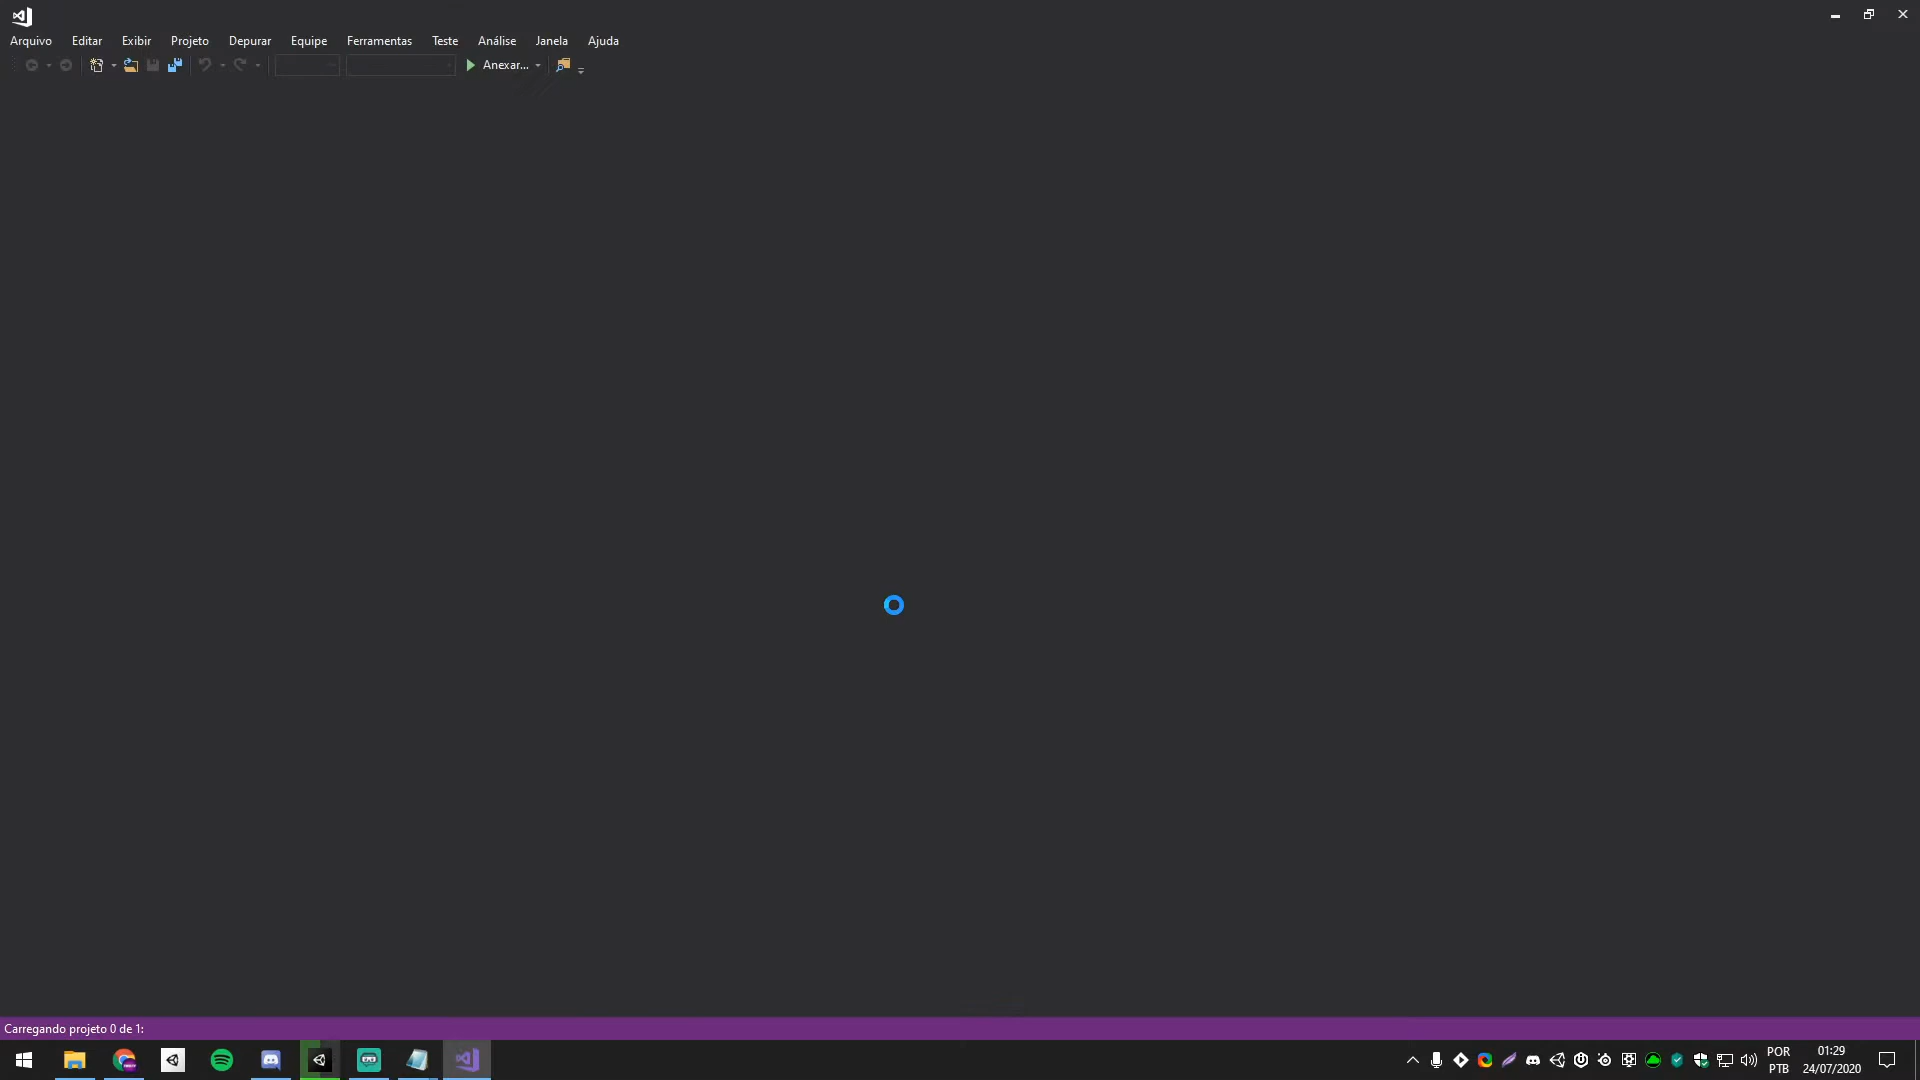 Arquivo Editar Exibir Projeto Depurar Equipe Ferramentas Teste Análise Janela Ajuda
Anexar...
Carregando projeto 0 de 1:
POR 01:29
PTB 24/07/2020